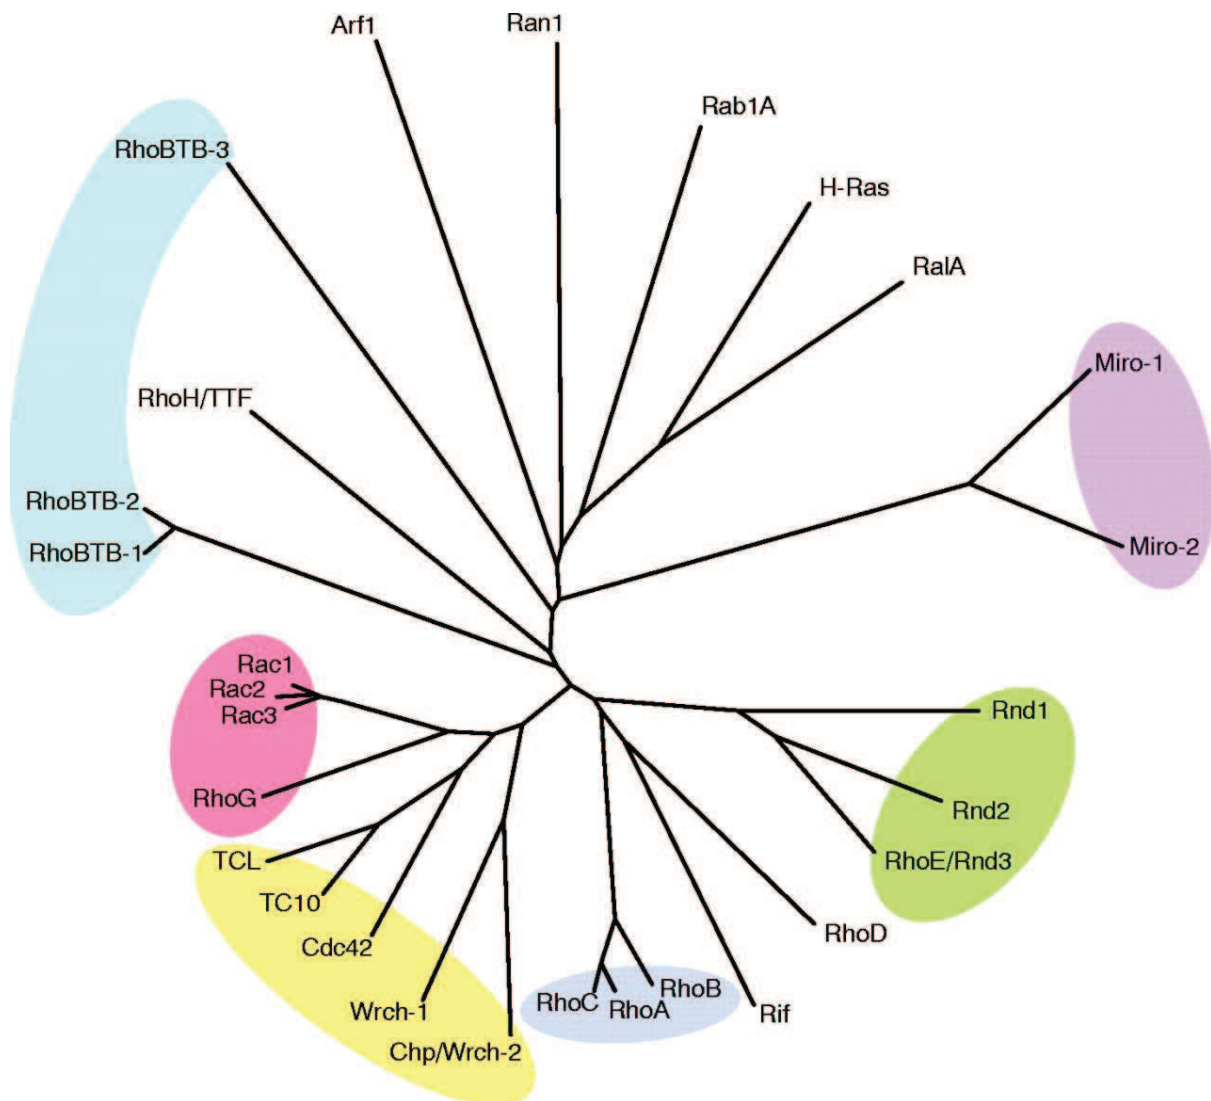 Arf1
Ran1
Rab1A
RhoBTB-3
H-Ras
RalA
Miro-1
RhoH/TTF
RhoBTB-2
RhoBTB-1
Miro-2
Rac1
Rac2
Rac3
Rnd1
RhoG
Rnd2
TCL
RhoE/Rnd3
TC10
RhoD
Cdc42
RhoB
Wrch-1
RhoC
RhoA
Rif
Chp/Wrch-2